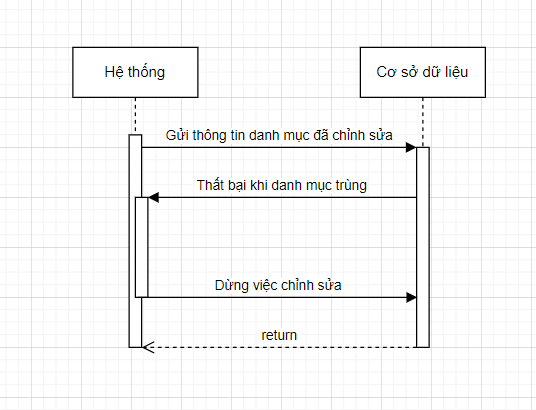 Hệ thống
Cơ sở dữ liệu
Gửi thông tin danh mục đã chỉnh sửa
Thất bại khi danh mục trùng
Dừng việc chỉnh sửa
return